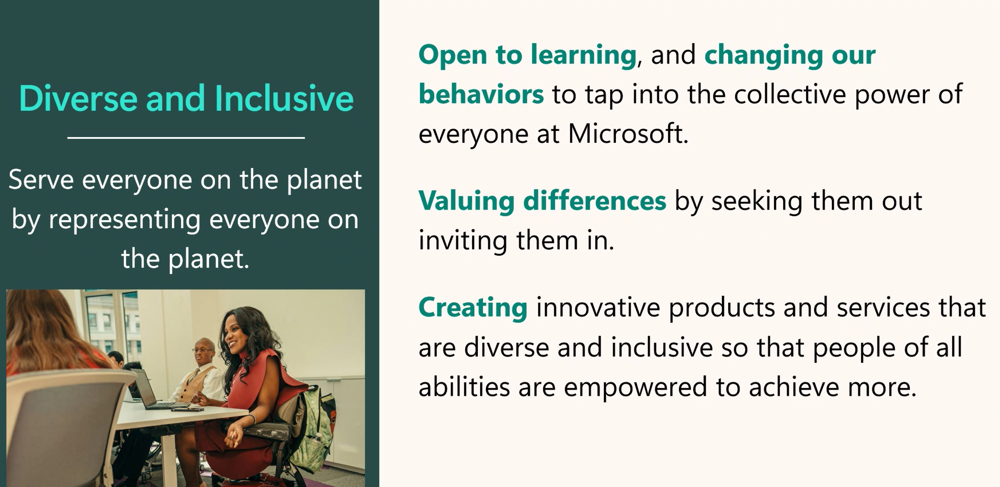 Diverse and Inclusive
Serve everyone on the planet
by representing everyone on
the planet.
Open to learning, and changing our
behaviors to tap into the collective power of
everyone at Microsoft.
Valuing differences by seeking them out
inviting them in.
Creating innovative products and services that
are diverse and inclusive so that people of all
abilities are empowered to achieve more.